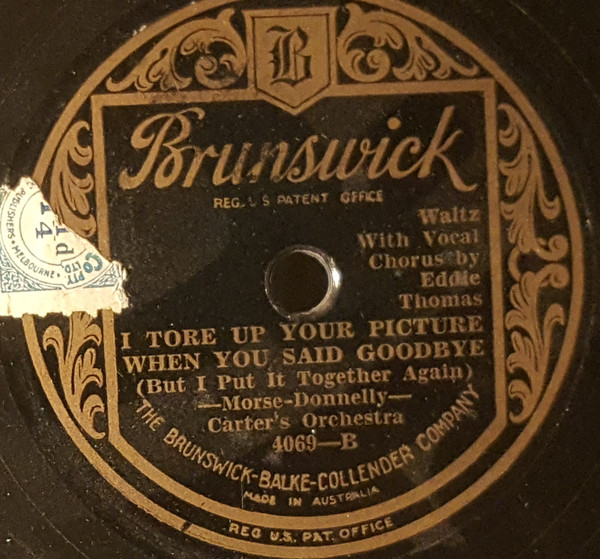 B
Brunswick
REG. U S PATENT OFFICE
Waltz
With Vocal
Chorus by
Eddie
Thomas
I TORE UP YOUR PICTURE
WHEN YOU SAID GOODBYE
(But I Put It Together Again)
—Morse-Donnelly—
Carter's Orchestra
4069—B
THE BRUNSWICK-BALKE-COLLENDER COMPANY
MADE IN AUSTRALIA
REG U.S. PAT. OFFICE
PUBLISHERS • MELBOURNE •
PTY
LTD